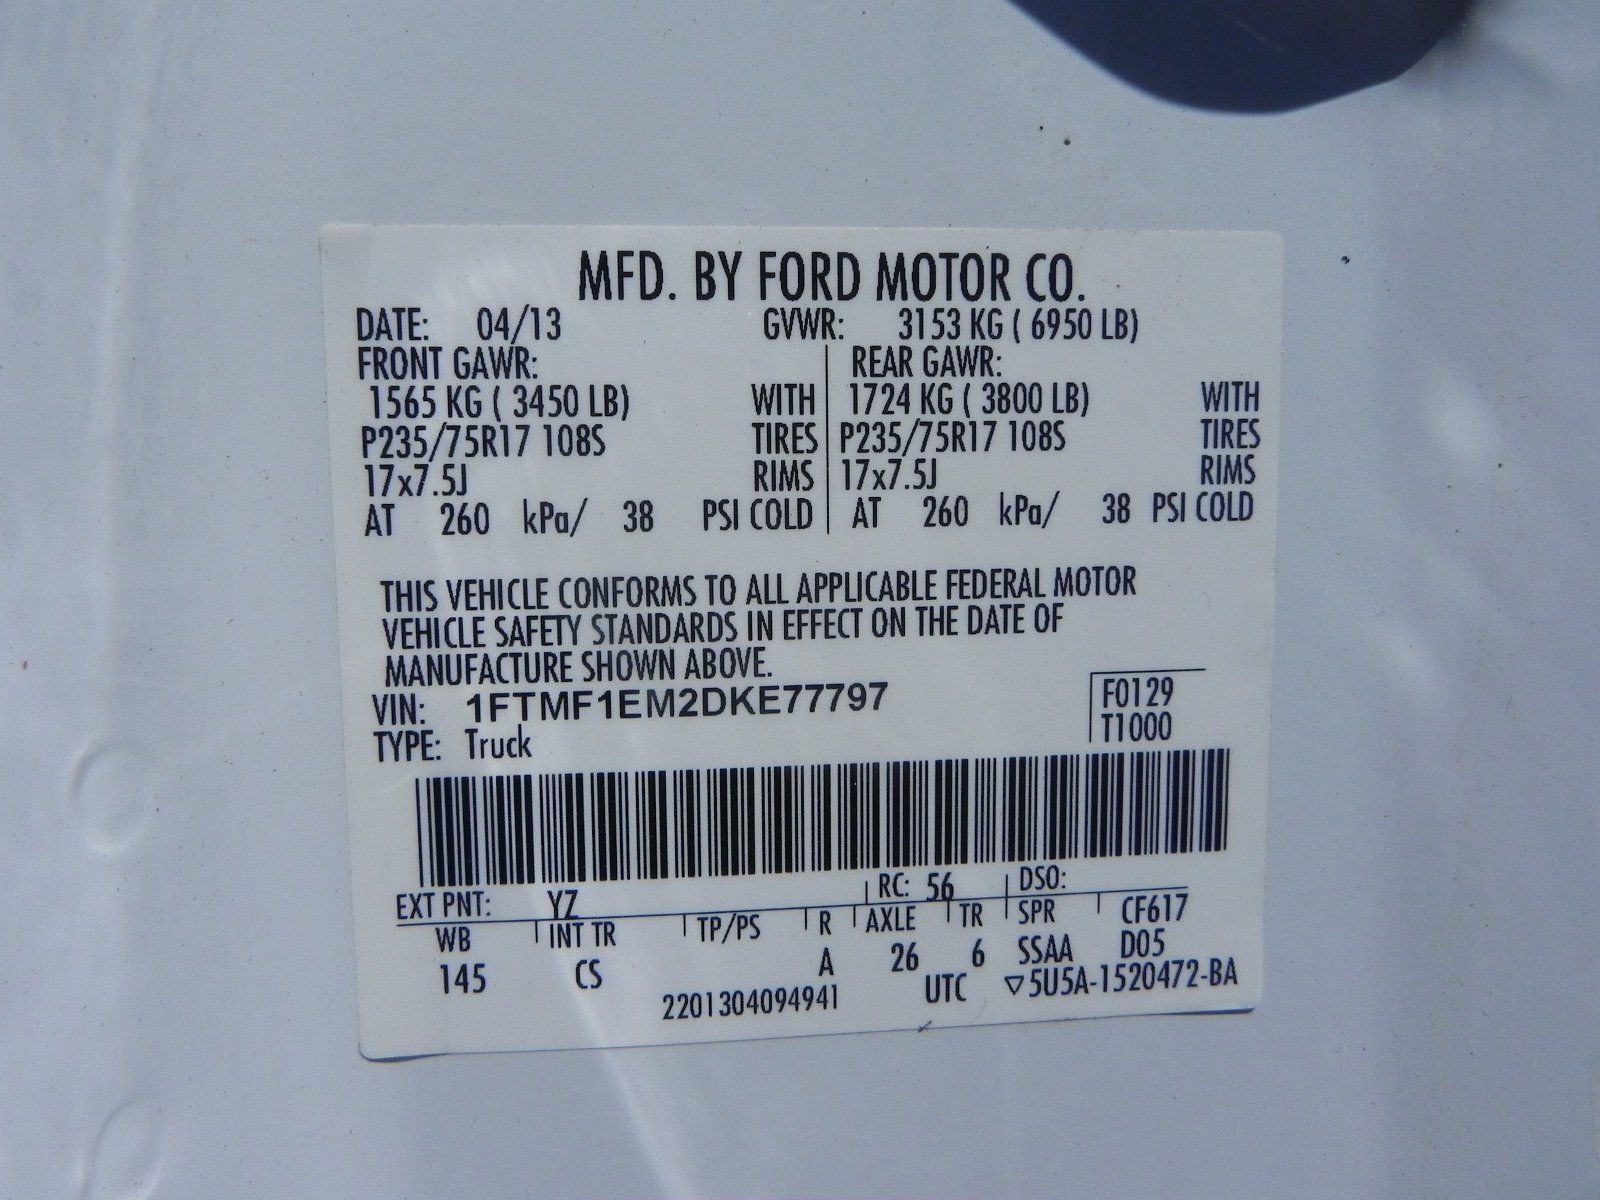 MFD. BY FORD MOTOR CO.
DATE: 04/13 GVWR: 3153 KG ( 6950 LB)
FRONT GAWR: REAR GAWR:
1565 KG ( 3450 LB) WITH 1724 KG ( 3800 LB) WITH
P235/75R17 108S TIRES P235/75R17 108S TIRES
17x7.5J RIMS 17x7.5J RIMS
AT 260 kPa/ 38 PSI COLD AT 260 kPa/ 38 PSI COLD
THIS VEHICLE CONFORMS TO ALL APPLICABLE FEDERAL MOTOR
VEHICLE SAFETY STANDARDS IN EFFECT ON THE DATE OF
MANUFACTURE SHOWN ABOVE.
VIN: 1FTMF1EM2DKE77797 F0129
TYPE: Truck T1000
EXT PNT: YZ RC: 56 DSO:
WB INT TR TP/PS R AXLE TR SPR CF617
145 CS A 26 6 SSAA D05
2201304094941 UTC ▽5U5A-1520472-BA